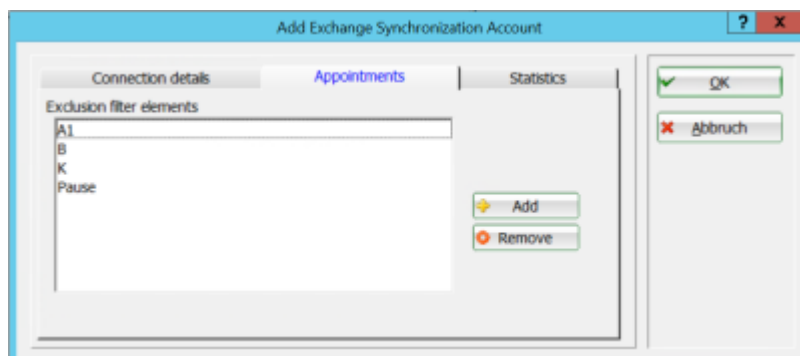 Add Exchange Synchronization Account
? x
Connection details Appointments Statistics
Exclusion filter elements
A1
B
K
Pause
Add
Remove
OK
Abbruch